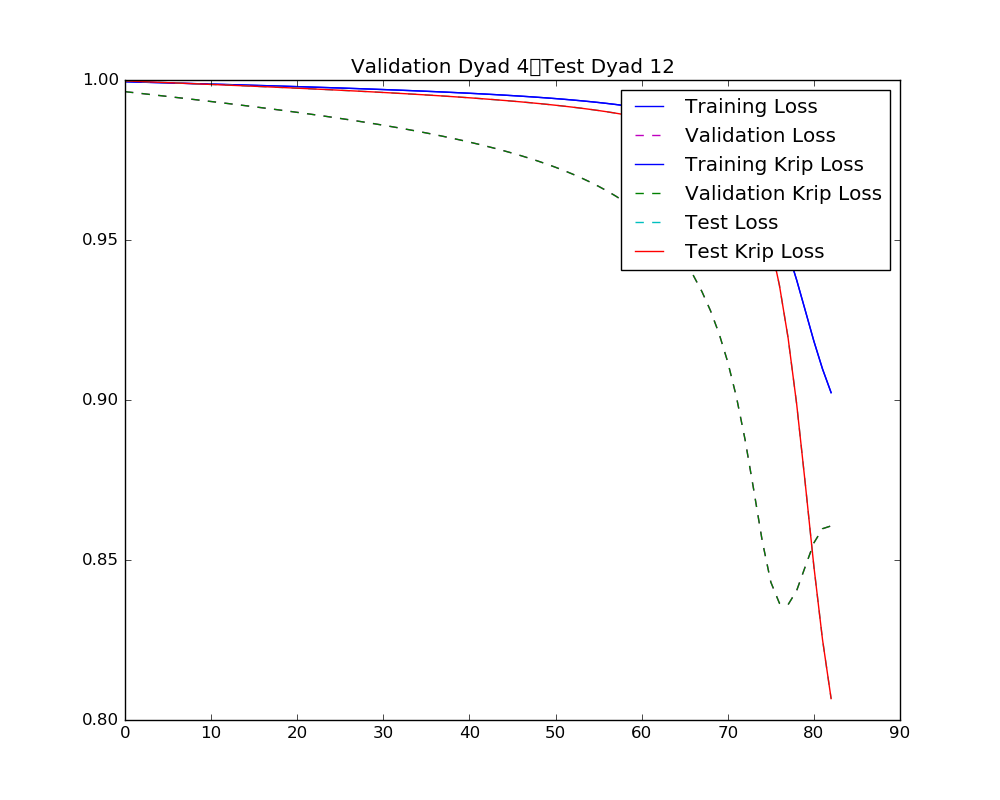 Validation Dyad 4▯Test Dyad 12
1.00
0.95
0.90
0.85
0.80
0 10 20 30 40 50 60 70 80 90
Training Loss
Validation Loss
Training Krip Loss
Validation Krip Loss
Test Loss
Test Krip Loss